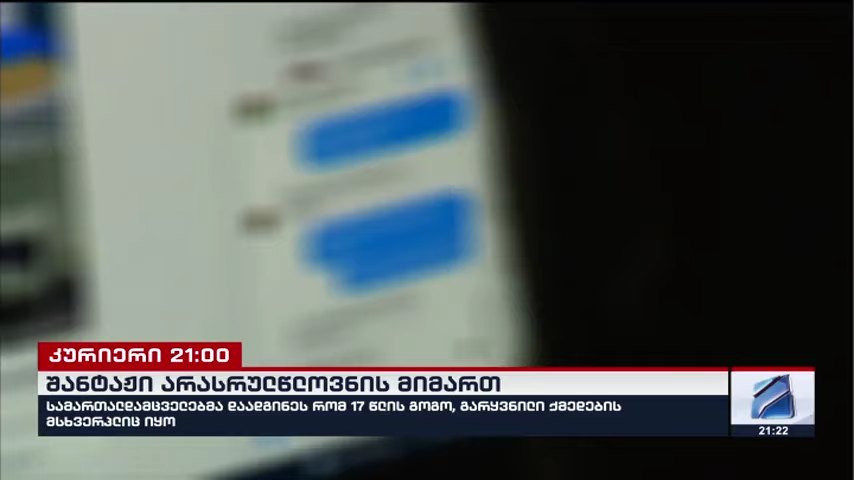 ᲙᲣᲠᲘᲔᲠᲘ 21:00
ᲨᲐᲜᲢᲐᲟᲘ ᲐᲠᲐᲡᲠᲣᲚᲬᲚᲝᲕᲜᲘᲡ ᲛᲘᲛᲐᲠᲗ
ᲡᲐᲛᲐᲠᲗᲐᲚᲓᲐᲛᲪᲕᲔᲚᲔᲑᲛᲐ ᲓᲐᲐᲓᲒᲘᲜᲔᲡ ᲠᲝᲛ 17 ᲬᲚᲘᲡ ᲒᲝᲒᲝ, ᲒᲐᲠᲧᲕᲜᲘᲚᲘ ᲥᲛᲔᲓᲔᲑᲘᲡ
ᲛᲡᲮᲕᲔᲠᲞᲚᲘᲪ ᲘᲧᲝ
21:22